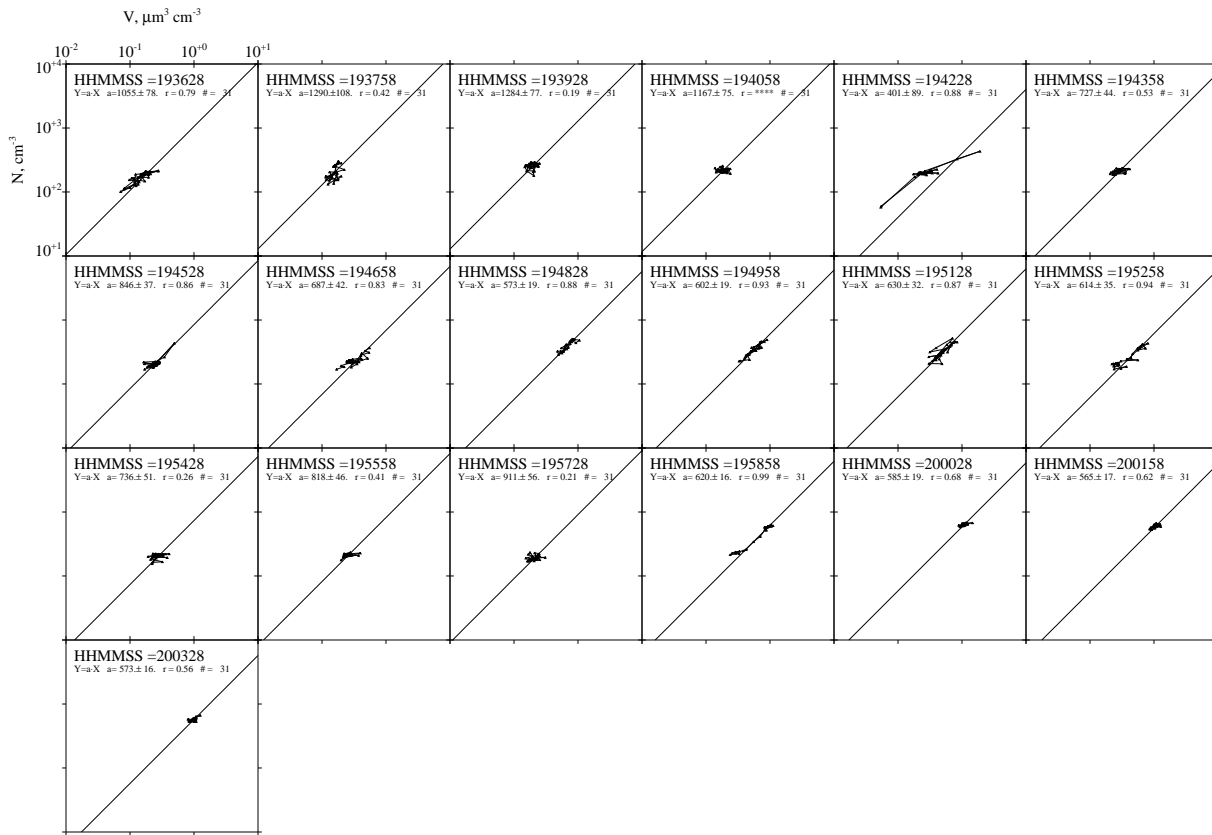 V, μm³ cm⁻³
10⁻² 10⁻¹ 10⁺⁰ 10⁺¹
N, cm⁻³
10⁺⁴
10⁺³
10⁺²
10⁺¹
HHMMSS =193628
Y=a·X a=1055.± 78. r = 0.79 # = 31
HHMMSS =193758
Y=a·X a=1290.±108. r = 0.42 # = 31
HHMMSS =193928
Y=a·X a=1284.± 77. r = 0.19 # = 31
HHMMSS =194058
Y=a·X a=1167.± 75. r = **** # = 31
HHMMSS =194228
Y=a·X a= 401.± 89. r = 0.88 # = 31
HHMMSS =194358
Y=a·X a= 727.± 44. r = 0.53 # = 31
HHMMSS =194528
Y=a·X a= 846.± 37. r = 0.86 # = 31
HHMMSS =194658
Y=a·X a= 687.± 42. r = 0.83 # = 31
HHMMSS =194828
Y=a·X a= 573.± 19. r = 0.88 # = 31
HHMMSS =194958
Y=a·X a= 602.± 19. r = 0.93 # = 31
HHMMSS =195128
Y=a·X a= 630.± 32. r = 0.87 # = 31
HHMMSS =195258
Y=a·X a= 614.± 35. r = 0.94 # = 31
HHMMSS =195428
Y=a·X a= 736.± 51. r = 0.26 # = 31
HHMMSS =195558
Y=a·X a= 818.± 46. r = 0.41 # = 31
HHMMSS =195728
Y=a·X a= 911.± 56. r = 0.21 # = 31
HHMMSS =195858
Y=a·X a= 620.± 16. r = 0.99 # = 31
HHMMSS =200028
Y=a·X a= 585.± 19. r = 0.68 # = 31
HHMMSS =200158
Y=a·X a= 565.± 17. r = 0.62 # = 31
HHMMSS =200328
Y=a·X a= 573.± 16. r = 0.56 # = 31